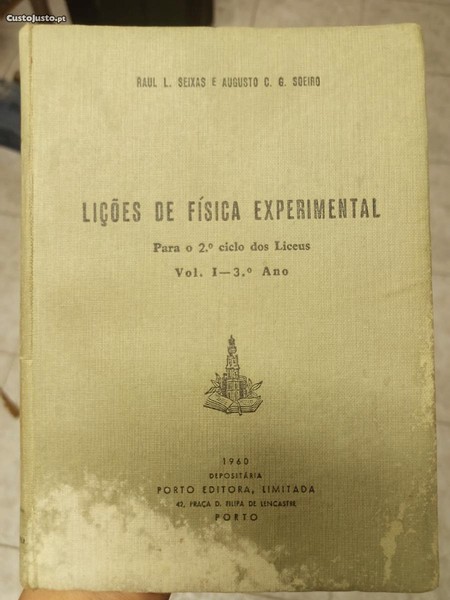 CustoJusto.pt
RAUL L. SEIXAS E AUGUSTO C. G. SOEIRO
LIÇÕES DE FÍSICA EXPERIMENTAL
Para o 2.º ciclo dos Liceus
Vol. I—3.º Ano
1960
DEPOSITÁRIA
PORTO EDITORA, LIMITADA
42, PRAÇA D. FILIPA DE LENCASTRE
PORTO